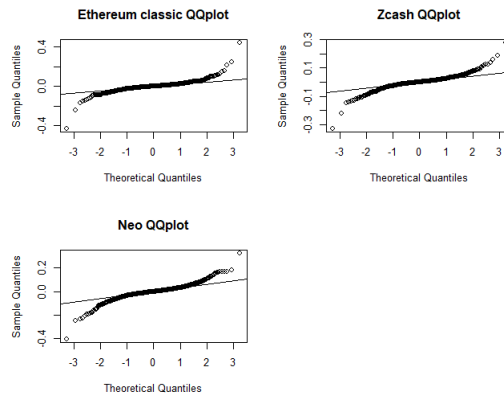 Ethereum classic QQplot
Sample Quantiles
-0.4 0.0 0.4
-3 -2 -1 0 1 2 3
Theoretical Quantiles
Zcash QQplot
Sample Quantiles
-0.3 -0.1 0.1 0.3
-3 -2 -1 0 1 2 3
Theoretical Quantiles
Neo QQplot
Sample Quantiles
-0.4 0.0 0.2
-3 -2 -1 0 1 2 3
Theoretical Quantiles